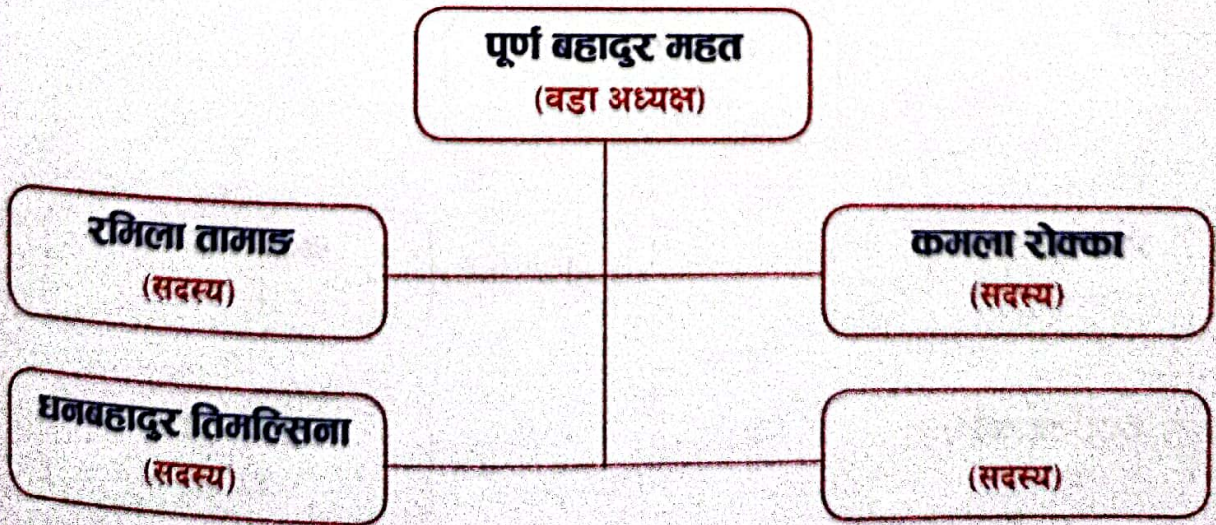 पूर्ण बहादुर महत
(वडा अध्यक्ष)
रमिला तामाङ
(सदस्य)
कमला रोक्का
(सदस्य)
धनबहादुर तिमल्सिना
(सदस्य)
(सदस्य)